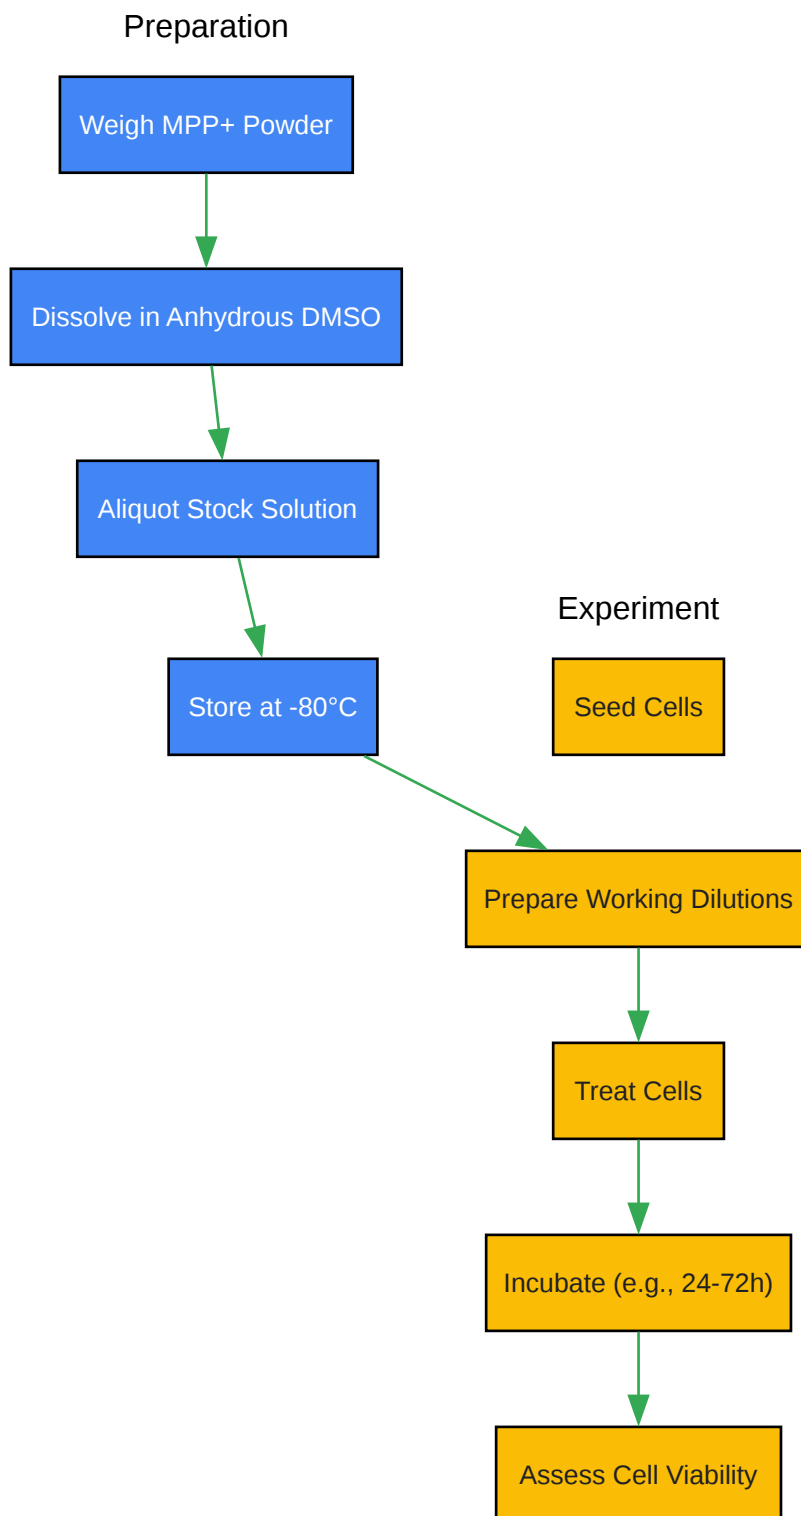 Preparation
Weigh MPP+ Powder
Dissolve in Anhydrous DMSO
Aliquot Stock Solution
Store at -80°C
Experiment
Seed Cells
Prepare Working Dilutions
Treat Cells
Incubate (e.g., 24-72h)
Assess Cell Viability